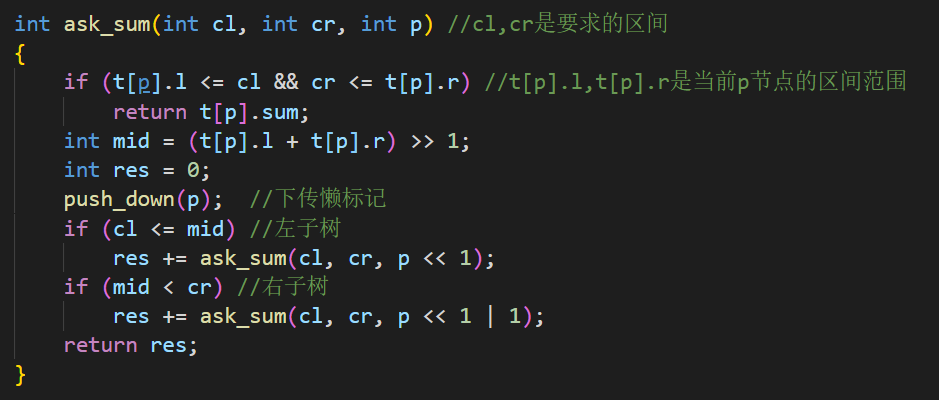 int ask_sum(int cl, int cr, int p) //cl,cr是要求的区间
{
    if (t[p].l <= cl && cr <= t[p].r) //t[p].l,t[p].r是当前p节点的区间范围
        return t[p].sum;
    int mid = (t[p].l + t[p].r) >> 1;
    int res = 0;
    push_down(p);  //下传懒标记
    if (cl <= mid) //左子树
        res += ask_sum(cl, cr, p << 1);
    if (mid < cr) //右子树
        res += ask_sum(cl, cr, p << 1 | 1);
    return res;
}